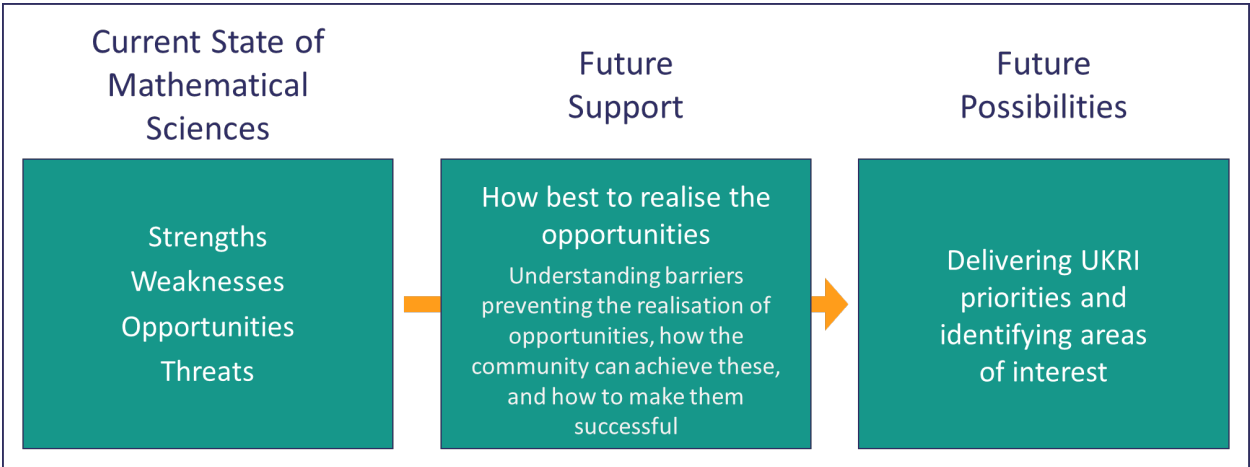 Current State of
Mathematical
Sciences
Strengths
Weaknesses
Opportunities
Threats
Future
Support
How best to realise the
opportunities
Understanding barriers
preventing the realisation of
opportunities, how the
community can achieve these,
and how to make them
successful
Future
Possibilities
Delivering UKRI
priorities and
identifying areas
of interest